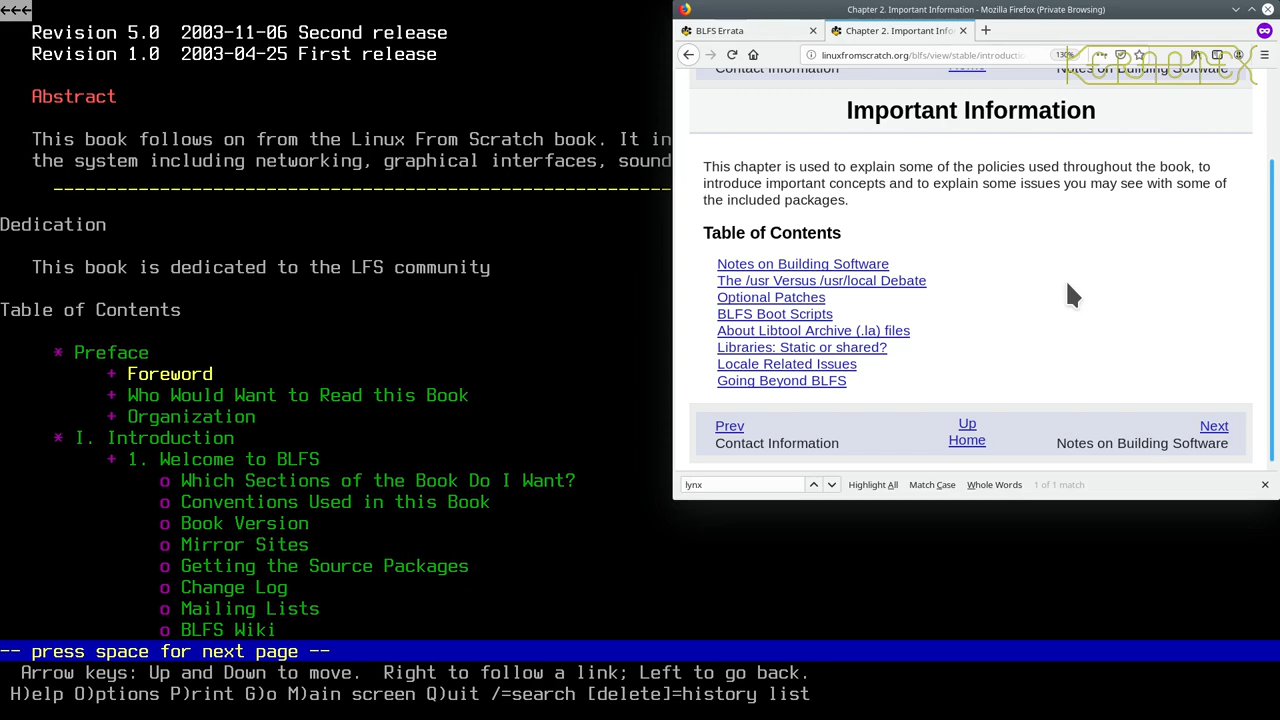 ←←←
Revision 5.0  2003-11-06 Second release
Revision 1.0  2003-04-25 First release
Abstract
This book follows on from the Linux From Scratch book. It in
the system including networking, graphical interfaces, sound
Dedication
This book is dedicated to the LFS community
Table of Contents
* Preface
+ Foreword
+ Who Would Want to Read this Book
+ Organization
* I. Introduction
+ 1. Welcome to BLFS
o Which Sections of the Book Do I Want?
o Conventions Used in this Book
o Book Version
o Mirror Sites
o Getting the Source Packages
o Change Log
o Mailing Lists
o BLFS Wiki
-- press space for next page --
Arrow keys: Up and Down to move.  Right to follow a link; Left to go back.
H)elp O)ptions P)rint G)o M)ain screen Q)uit /=search [delete]=history list
Chapter 2. Important Information - Mozilla Firefox (Private Browsing)
BLFS Errata
Chapter 2. Important Info
linuxfromscratch.org/blfs/view/stable/introducti
130%
KERNOTEX
Contact Information
Home
Notes on Building Software
Important Information
This chapter is used to explain some of the policies used throughout the book, to
introduce important concepts and to explain some issues you may see with some of
the included packages.
Table of Contents
Notes on Building Software
The /usr Versus /usr/local Debate
Optional Patches
BLFS Boot Scripts
About Libtool Archive (.la) files
Libraries: Static or shared?
Locale Related Issues
Going Beyond BLFS
Prev
Up
Next
Contact Information
Home
Notes on Building Software
lynx
Highlight All
Match Case
Whole Words
1 of 1 match